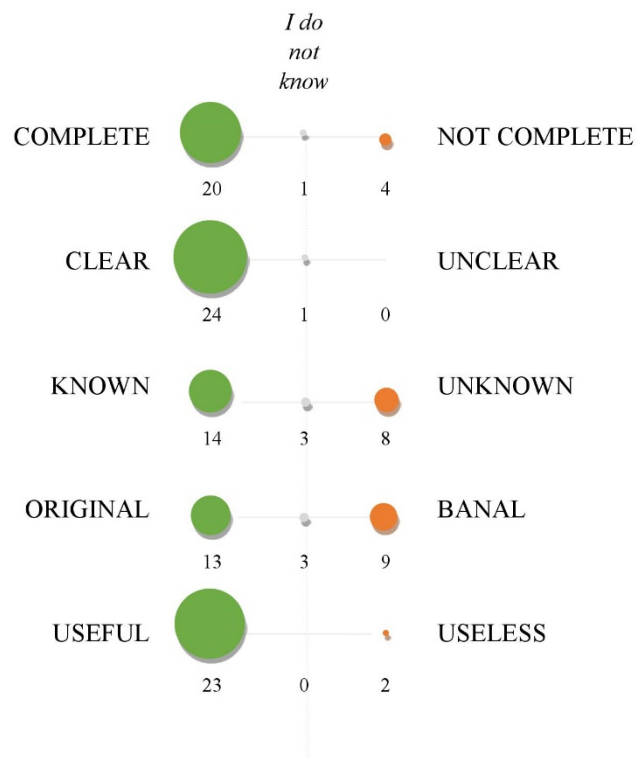 I do
not
know
COMPLETE NOT COMPLETE
20 1 4
CLEAR UNCLEAR
24 1 0
KNOWN UNKNOWN
14 3 8
ORIGINAL BANAL
13 3 9
USEFUL USELESS
23 0 2